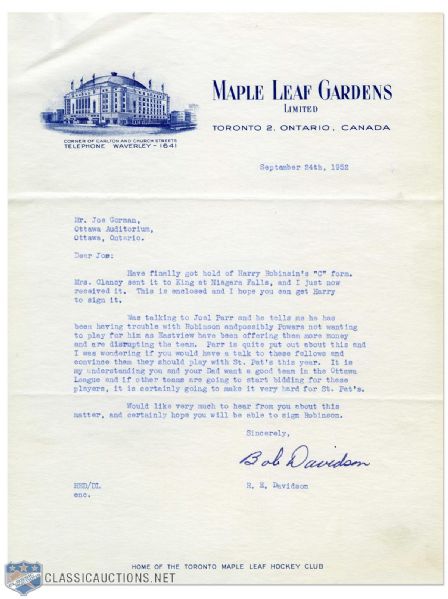 MAPLE LEAF GARDENS
LIMITED
TORONTO 2, ONTARIO, CANADA
CORNER OF CARLTON AND CHURCH STREETS
TELEPHONE WAVERLEY - 1641
September 24th, 1952
Mr. Joe Gorman,
Ottawa Auditorium,
Ottawa, Ontario.
Dear Joe:
Have finally got hold of Harry Robinsin's "C" form.
Mrs. Clancy sent it to King at Niagara Falls, and I just now
received it. This is enclosed and I hope you can get Harry
to sign it.
Was talking to Joel Parr and he tells me he has
been having trouble with Robinson andpossibly Powers not wanting
to play for him as Eastview have been offering them more money
and are disrupting the team. Parr is quite put out about this and
I was wondering if you would have a talk to these fellows and
convince them they should play with St. Pat's this year. It is
my understanding you and your Dad want a good team in the Ottawa
League and if other teams are going to start bidding for these
players, it is certainly going to make it very hard for St. Pat's.
Would like very much to hear from you about this
matter, and certainly hope you will be able to sign Robinson.
Sincerely,
Bob Davidson
RED/DL
R. E. Davidson
enc.
HOME OF THE TORONTO MAPLE LEAF HOCKEY CLUB
CLASSICAUCTIONS.NET